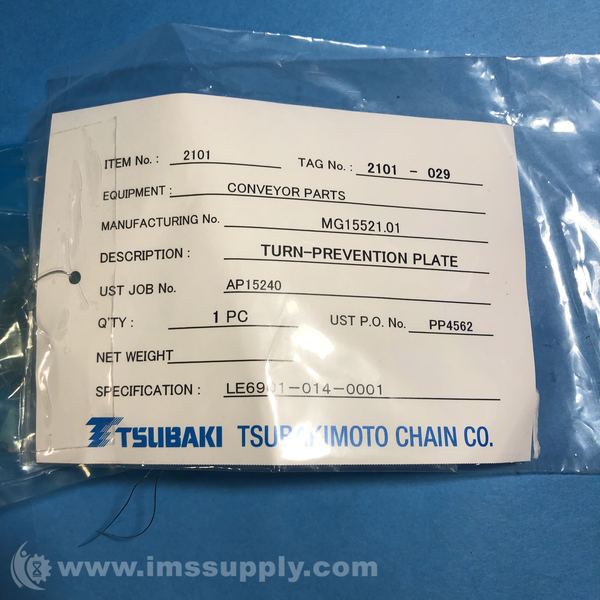 ITEM No.: 2101 TAG No.: 2101 - 029
EQUIPMENT: CONVEYOR PARTS
MANUFACTURING No. MG15521.01
DESCRIPTION: TURN-PREVENTION PLATE
UST JOB No. AP15240
Q'TY: 1 PC UST P.O. No. PP4562
NET WEIGHT
SPECIFICATION: LE6901-014-0001
TSUBAKI TSUBAKIMOTO CHAIN CO.
www.imssupply.com